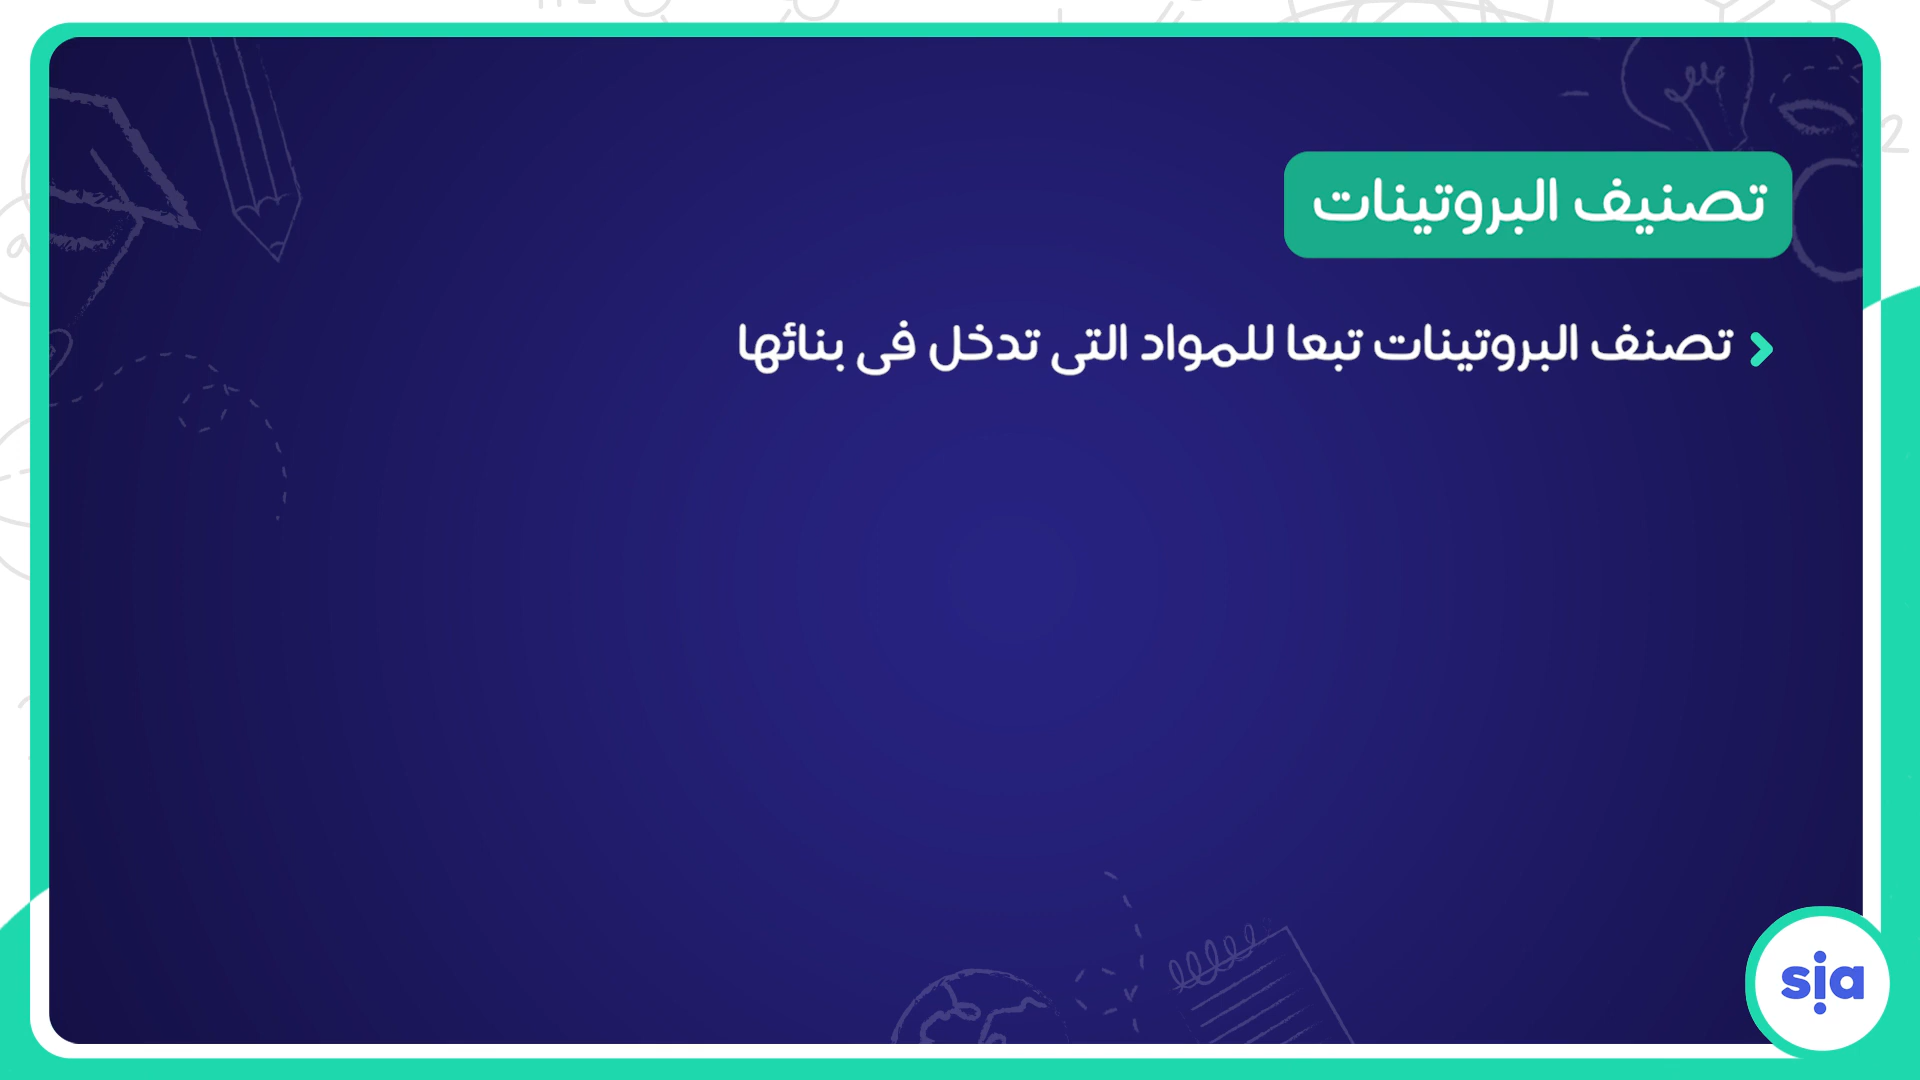 تصنيف البروتينات
تصنف البروتينات تبعا للمواد التى تدخل فى بنائها
sia